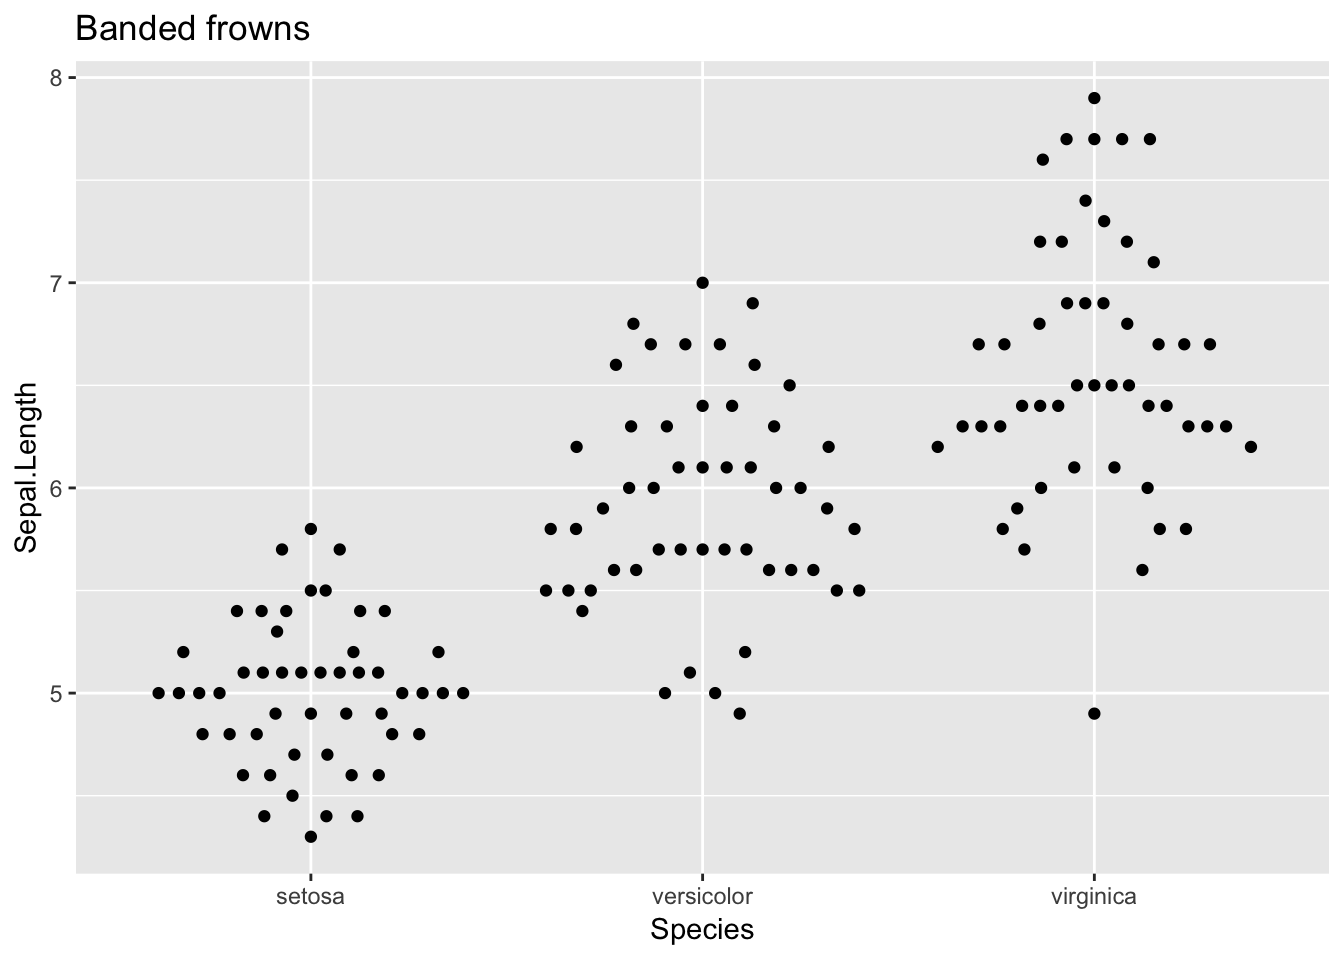 Banded frowns
8
7
6
5
Sepal.Length
setosa versicolor virginica
Species